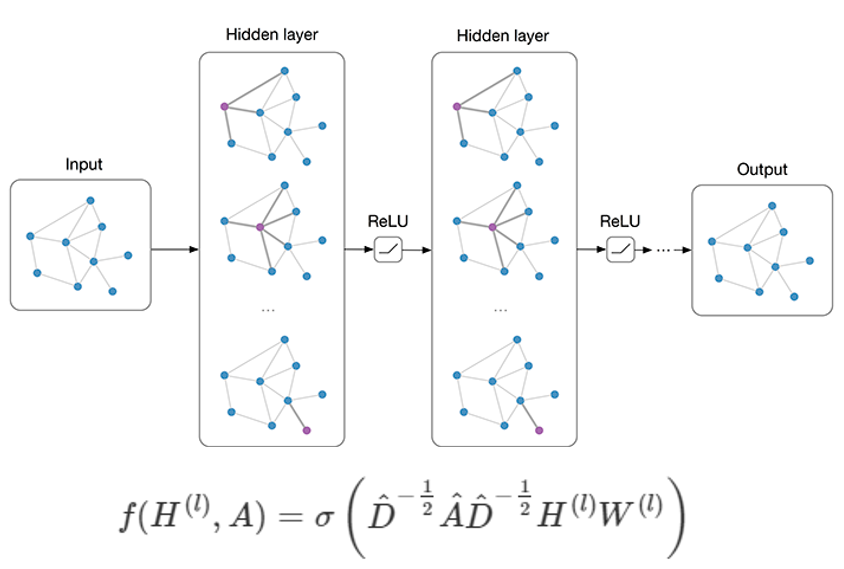 Hidden layer
Hidden layer
Input
Output
ReLU
ReLU
...
...
...
f(H^{(l)}, A) = σ(D̂^{-1/2} Â D̂^{-1/2} H^{(l)} W^{(l)})